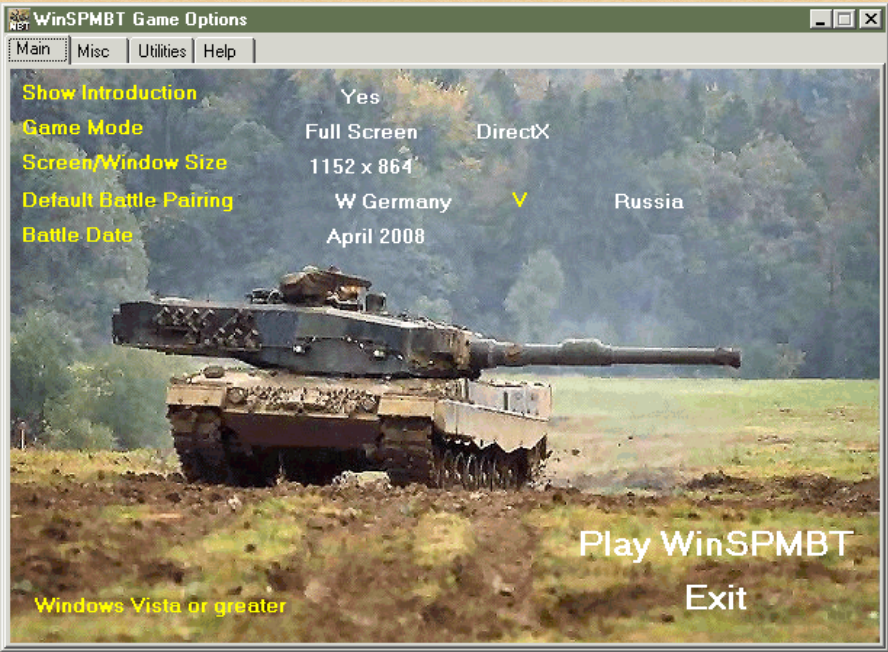 WinSPMBT Game Options
Main Misc Utilities Help
Show Introduction Yes
Game Mode Full Screen DirectX
Screen/Window Size 1152 x 864
Default Battle Pairing W Germany V Russia
Battle Date April 2008
Play WinSPMBT
Exit
Windows Vista or greater